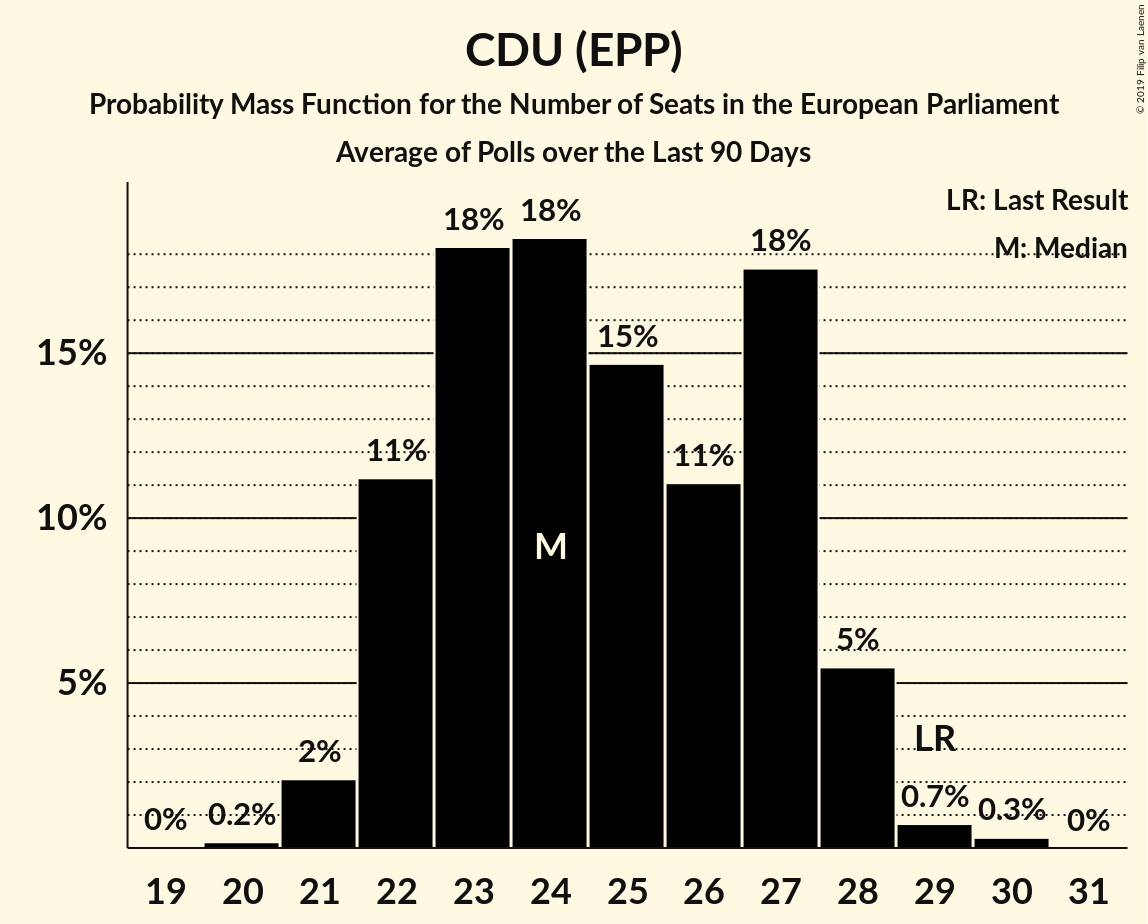 CDU (EPP)
Probability Mass Function for the Number of Seats in the European Parliament
Average of Polls over the Last 90 Days
© 2019 Filip van Laenen
LR: Last Result
M: Median
15%
10%
5%
0%
0.2%
2%
11%
18%
18%
15%
11%
18%
5%
0.7%
0.3%
0%
M
LR
19 20 21 22 23 24 25 26 27 28 29 30 31